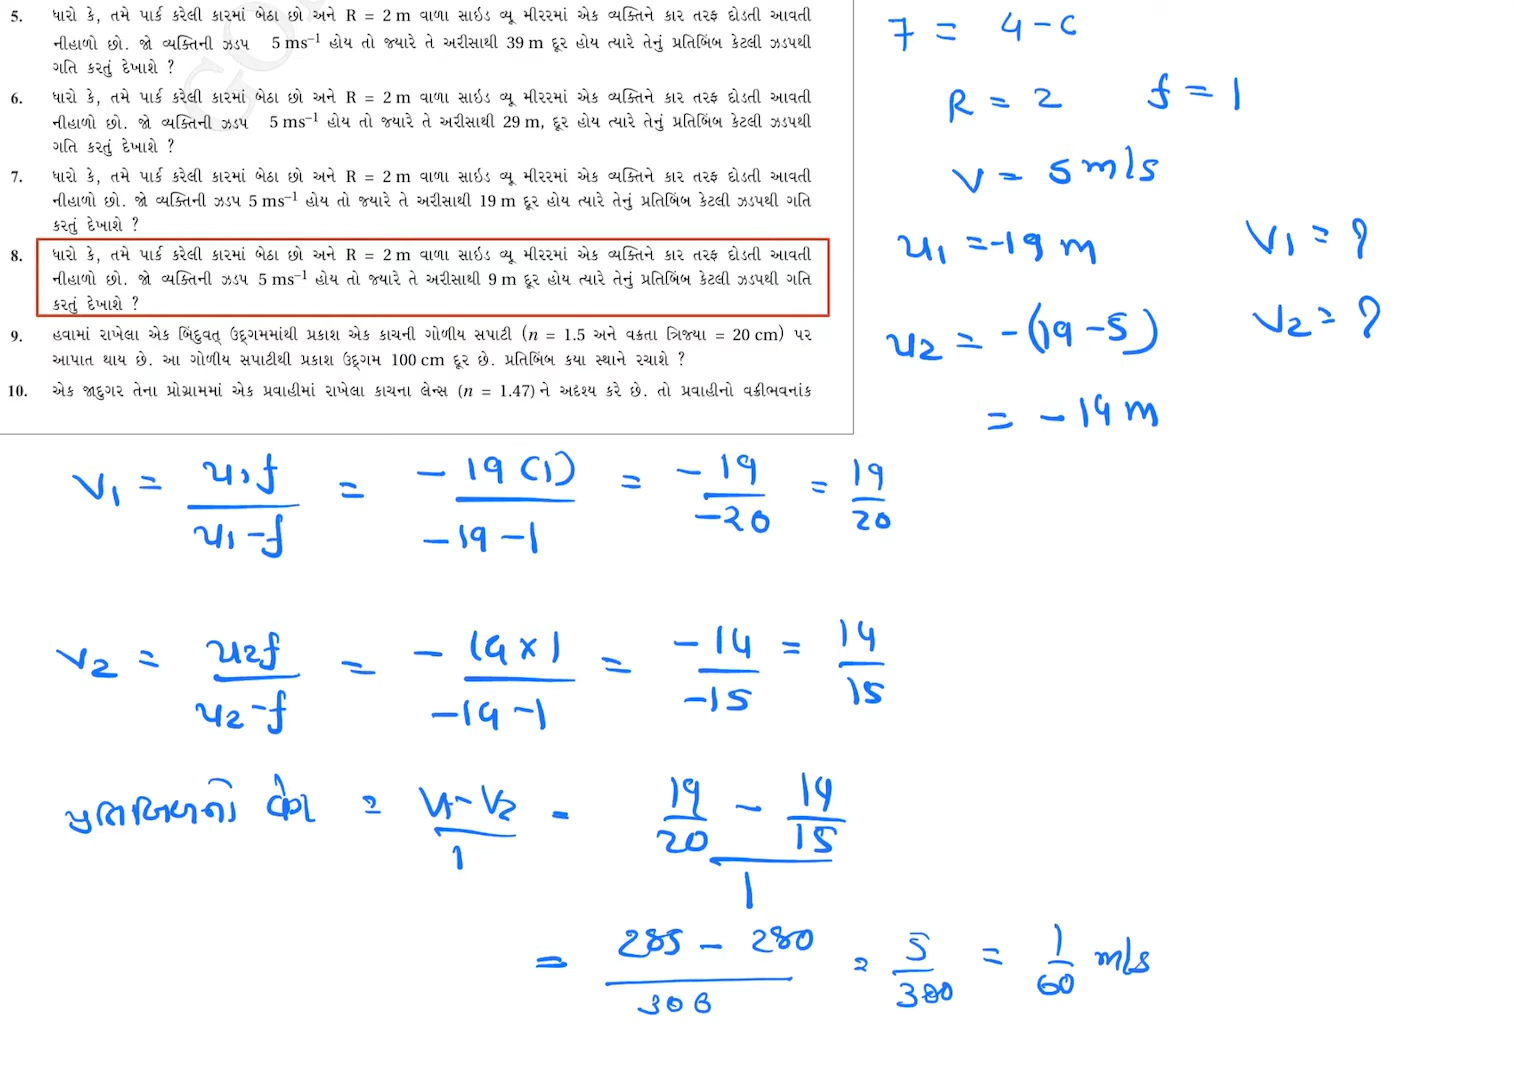 5. ધારો કે, તમે પાર્ક કરેલી કારમાં બેઠા છો અને R = 2 m વાળા સાઇડ વ્યૂ મીરરમાં એક વ્યક્તિને કાર તરફ દોડતી આવતી
નીહાળો છો. જો વ્યક્તિની ઝડપ 5 ms⁻¹ હોય તો જ્યારે તે અરીસાથી 39 m દૂર હોય ત્યારે તેનું પ્રતિબિંબ કેટલી ઝડપથી
ગતિ કરતું દેખાશે ?
6. ધારો કે, તમે પાર્ક કરેલી કારમાં બેઠા છો અને R = 2 m વાળા સાઇડ વ્યૂ મીરરમાં એક વ્યક્તિને કાર તરફ દોડતી આવતી
નીહાળો છો. જો વ્યક્તિની ઝડપ 5 ms⁻¹ હોય તો જ્યારે તે અરીસાથી 29 m, દૂર હોય ત્યારે તેનું પ્રતિબિંબ કેટલી ઝડપથી
ગતિ કરતું દેખાશે ?
7. ધારો કે, તમે પાર્ક કરેલી કારમાં બેઠા છો અને R = 2 m વાળા સાઇડ વ્યૂ મીરરમાં એક વ્યક્તિને કાર તરફ દોડતી આવતી
નીહાળો છો. જો વ્યક્તિની ઝડપ 5 ms⁻¹ હોય તો જ્યારે તે અરીસાથી 19 m દૂર હોય ત્યારે તેનું પ્રતિબિંબ કેટલી ઝડપથી ગતિ
કરતું દેખાશે ?
8. ધારો કે, તમે પાર્ક કરેલી કારમાં બેઠા છો અને R = 2 m વાળા સાઇડ વ્યૂ મીરરમાં એક વ્યક્તિને કાર તરફ દોડતી આવતી
નીહાળો છો. જો વ્યક્તિની ઝડપ 5 ms⁻¹ હોય તો જ્યારે તે અરીસાથી 9 m દૂર હોય ત્યારે તેનું પ્રતિબિંબ કેટલી ઝડપથી ગતિ
કરતું દેખાશે ?
9. હવામાં રાખેલા એક બિંદુવત્ ઉદ્ગમમાંથી પ્રકાશ એક કાચની ગોળીય સપાટી (n = 1.5 અને વક્રતા ત્રિજ્યા = 20 cm) પર
આપાત થાય છે. આ ગોળીય સપાટીથી પ્રકાશ ઉદ્ગમ 100 cm દૂર છે. પ્રતિબિંબ કયા સ્થાને રચાશે ?
10. એક જાદુગર તેના પ્રોગ્રામમાં એક પ્રવાહીમાં રાખેલા કાચના લેન્સ (n = 1.47) ને અદૃશ્ય કરે છે. તો પ્રવાહીનો વક્રીભવનાંક
7 = 4-C
R = 2 f = 1
v = 5 m/s
u₁ = -19 m v₁ = ?
u₂ = -(19-5) v₂ = ?
= -14 m
v₁ = u₁f / u₁-f = -19(1) / -19-1 = -19 / -20 = 19 / 20
v₂ = u₂f / u₂-f = -14×1 / -14-1 = -14 / -15 = 14 / 15
પ્રતિબિંબનો વેગ = v₁-v₂ / 1 = 19/20 - 14/15 / 1
= 285 - 280 / 300 = 5 / 300 = 1 / 60 m/s